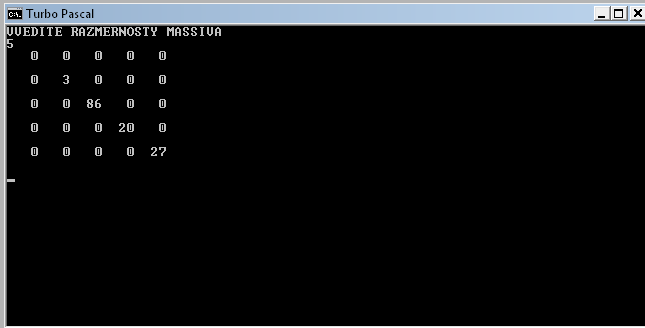 Turbo Pascal
VVEDITE RAZMERNOSTY MASSIVA
5
0 0 0 0 0
0 3 0 0 0
0 0 86 0 0
0 0 0 20 0
0 0 0 0 27